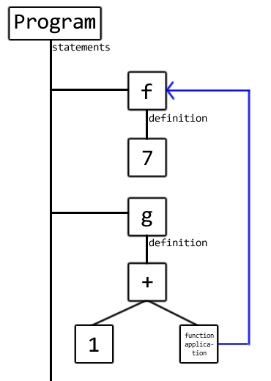 Program
statements
f
definition
7
g
definition
+
1
function
applica-
tion